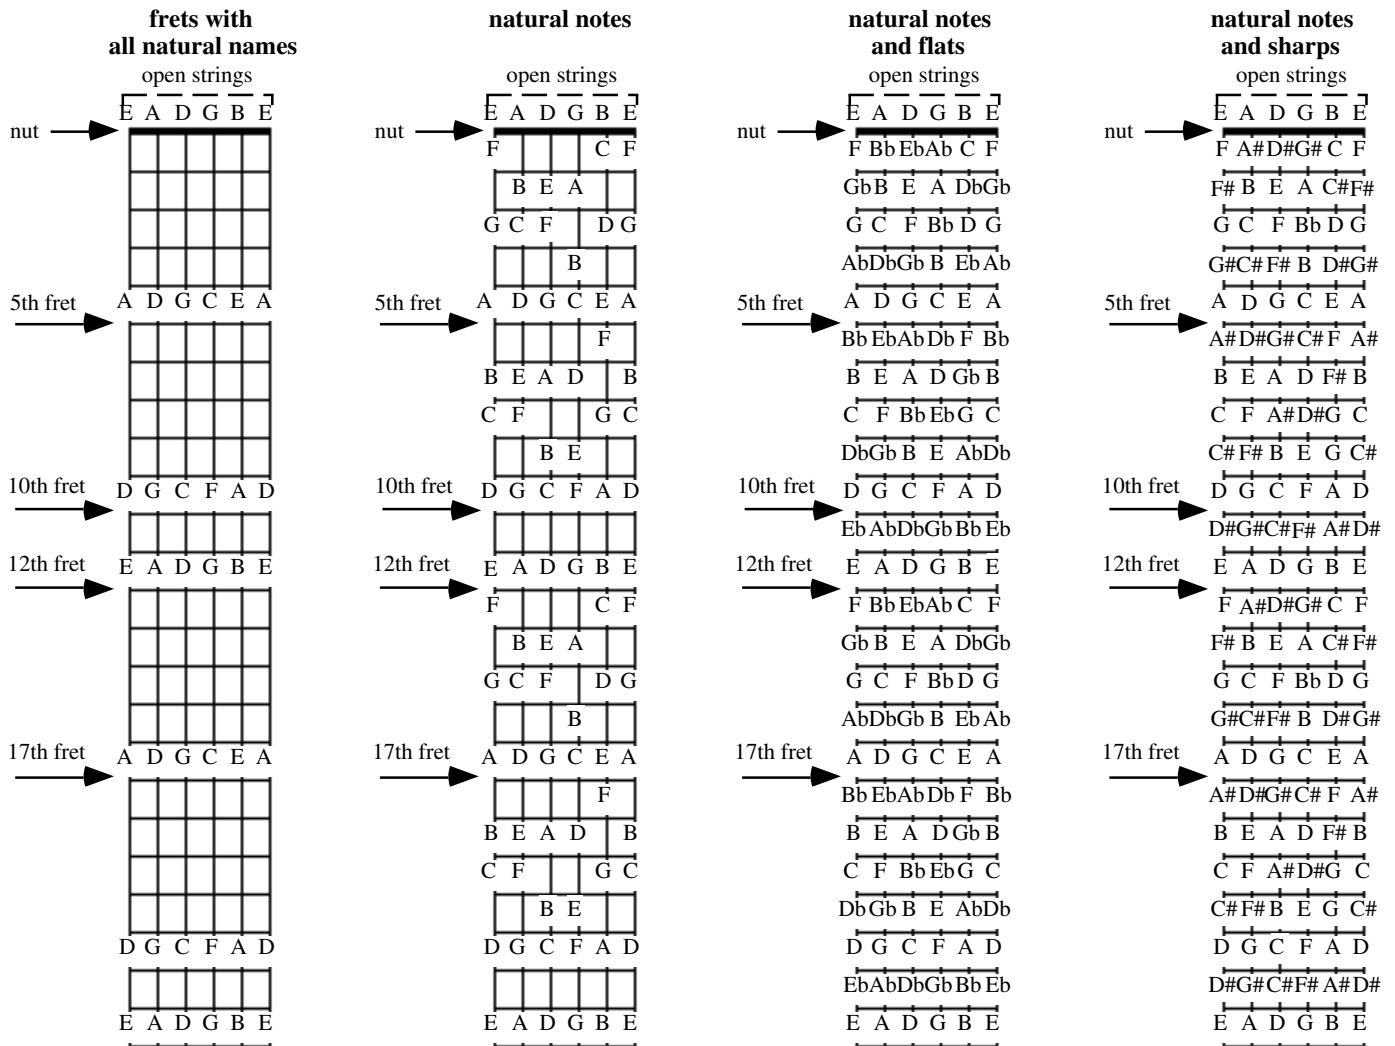 frets with all natural names
open strings
E A D G B E
nut
5th fret
A D G C E A
10th fret
D G C F A D
12th fret
E A D G B E
17th fret
A D G C E A
D G C F A D
E A D G B E
natural notes
open strings
E A D G B E
nut
F C F
B E A
G C F D G
B
5th fret
A D G C E A
F
B E A D B
C F G C
B E
10th fret
D G C F A D
12th fret
E A D G B E
F C F
B E A
G C F D G
B
17th fret
A D G C E A
F
B E A D B
C F G C
B E
D G C F A D
E A D G B E
natural notes and flats
open strings
E A D G B E
nut
F Bb Eb Ab C F
Gb B E A Db Gb
G C F Bb D G
Ab Db Gb B Eb Ab
5th fret
A D G C E A
Bb Eb Ab Db F Bb
B E A D Gb B
C F Bb Eb G C
Db Gb B E Ab Db
10th fret
D G C F A D
Eb Ab Db Gb Bb Eb
12th fret
E A D G B E
F Bb Eb Ab C F
Gb B E A Db Gb
G C F Bb D G
Ab Db Gb B Eb Ab
17th fret
A D G C E A
Bb Eb Ab Db F Bb
B E A D Gb B
C F Bb Eb G C
Db Gb B E Ab Db
D G C F A D
Eb Ab Db Gb Bb Eb
E A D G B E
natural notes and sharps
open strings
E A D G B E
nut
F A# D# G# C F
F# B E A C# F#
G C F Bb D G
G# C# F# B D# G#
5th fret
A D G C E A
A# D# G# C# F A#
B E A D F# B
C F A# D# G C
C# F# B E G C#
10th fret
D G C F A D
D# G# C# F# A# D#
12th fret
E A D G B E
F A# D# G# C F
F# B E A C# F#
G C F Bb D G
G# C# F# B D# G#
17th fret
A D G C E A
A# D# G# C# F A#
B E A D F# B
C F A# D# G C
C# F# B E G C#
D G C F A D
D# G# C# F# A# D#
E A D G B E